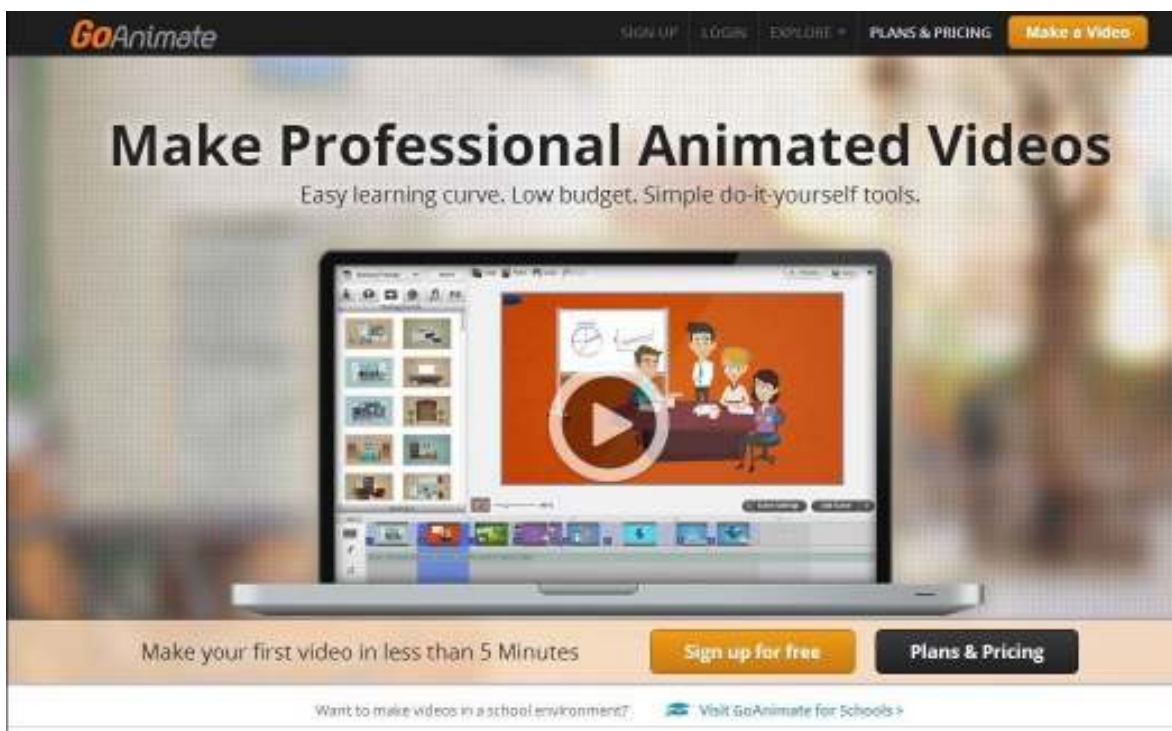 GoAnimate
SIGN UP LOGIN EXPLORE PLANS & PRICING Make a Video
Make Professional Animated Videos
Easy learning curve. Low budget. Simple do-it-yourself tools.
Make your first video in less than 5 Minutes
Sign up for free
Plans & Pricing
Want to make videos in a school environment? Visit GoAnimate for Schools >